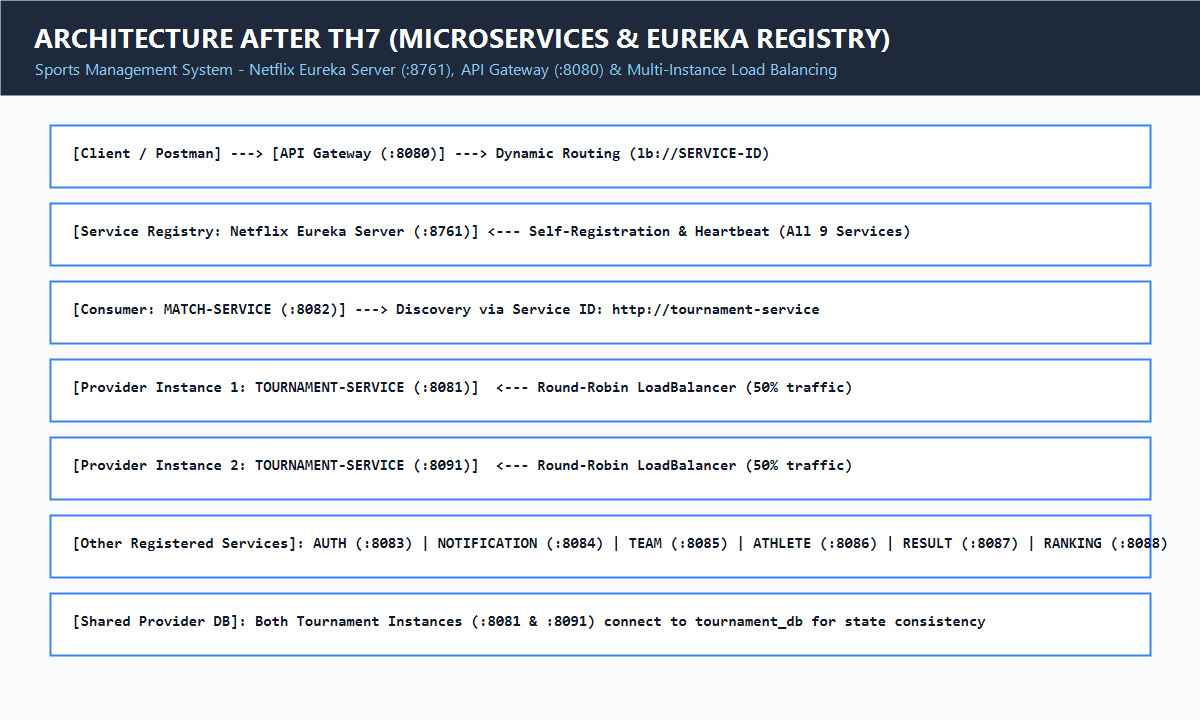 ARCHITECTURE AFTER TH7 (MICROSERVICES & EUREKA REGISTRY)
Sports Management System - Netflix Eureka Server (:8761), API Gateway (:8080) & Multi-Instance Load Balancing
[Client / Postman] ---> [API Gateway (:8080)] ---> Dynamic Routing (lb://SERVICE-ID)
[Service Registry: Netflix Eureka Server (:8761)] <--- Self-Registration & Heartbeat (All 9 Services)
[Consumer: MATCH-SERVICE (:8082)] ---> Discovery via Service ID: http://tournament-service
[Provider Instance 1: TOURNAMENT-SERVICE (:8081)]  <--- Round-Robin LoadBalancer (50% traffic)
[Provider Instance 2: TOURNAMENT-SERVICE (:8091)]  <--- Round-Robin LoadBalancer (50% traffic)
[Other Registered Services]: AUTH (:8083) | NOTIFICATION (:8084) | TEAM (:8085) | ATHLETE (:8086) | RESULT (:8087) | RANKING (:8088)
[Shared Provider DB]: Both Tournament Instances (:8081 & :8091) connect to tournament_db for state consistency